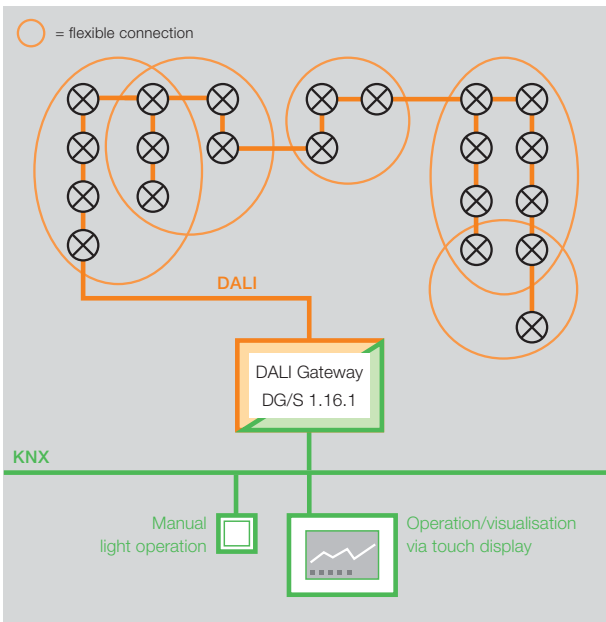 = flexible connection
DALI
DALI Gateway
DG/S 1.16.1
KNX
Manual
light operation
Operation/visualisation
via touch display